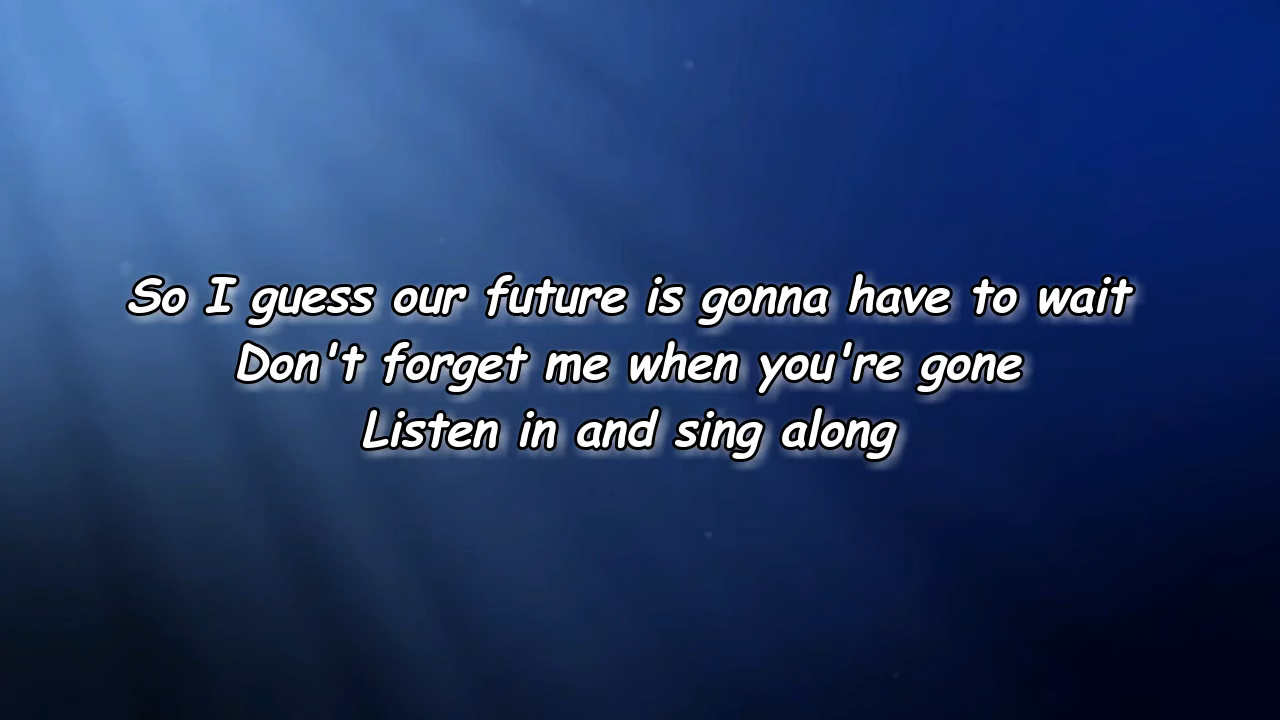 So I guess our future is gonna have to wait
Don't forget me when you're gone
Listen in and sing along